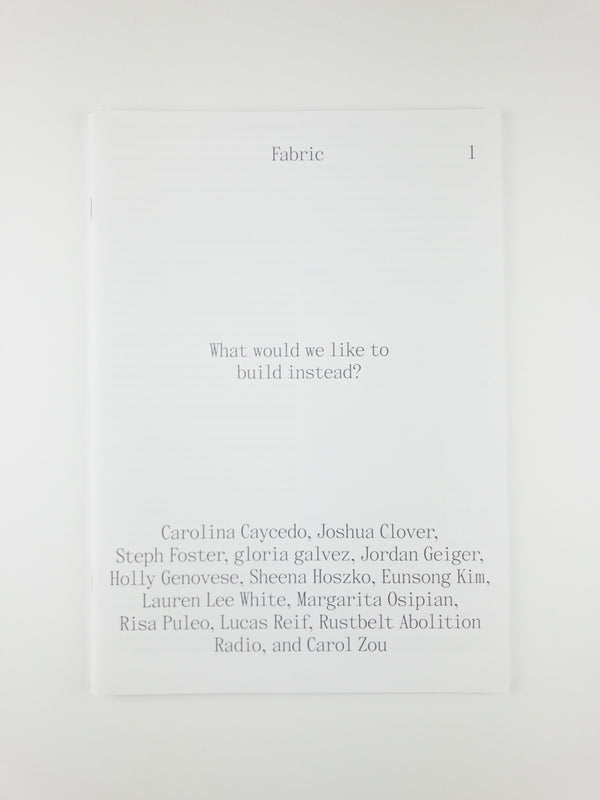 Fabric 1
What would we like to
build instead?
Carolina Caycedo, Joshua Clover,
Steph Foster, gloria galvez, Jordan Geiger,
Holly Genovese, Sheena Hoszko, Eunsong Kim,
Lauren Lee White, Margarita Osipian,
Risa Puleo, Lucas Reif, Rustbelt Abolition
Radio, and Carol Zou